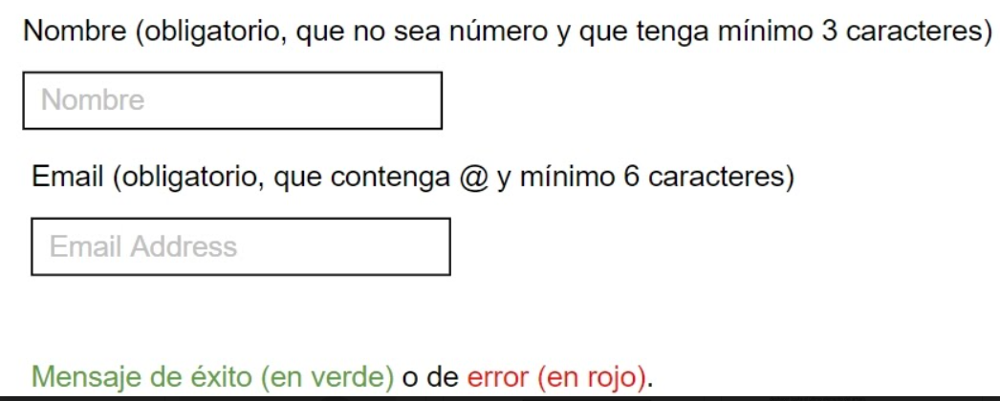 Nombre (obligatorio, que no sea número y que tenga mínimo 3 caracteres)
Nombre
Email (obligatorio, que contenga @ y mínimo 6 caracteres)
Email Address
Mensaje de éxito (en verde) o de error (en rojo).